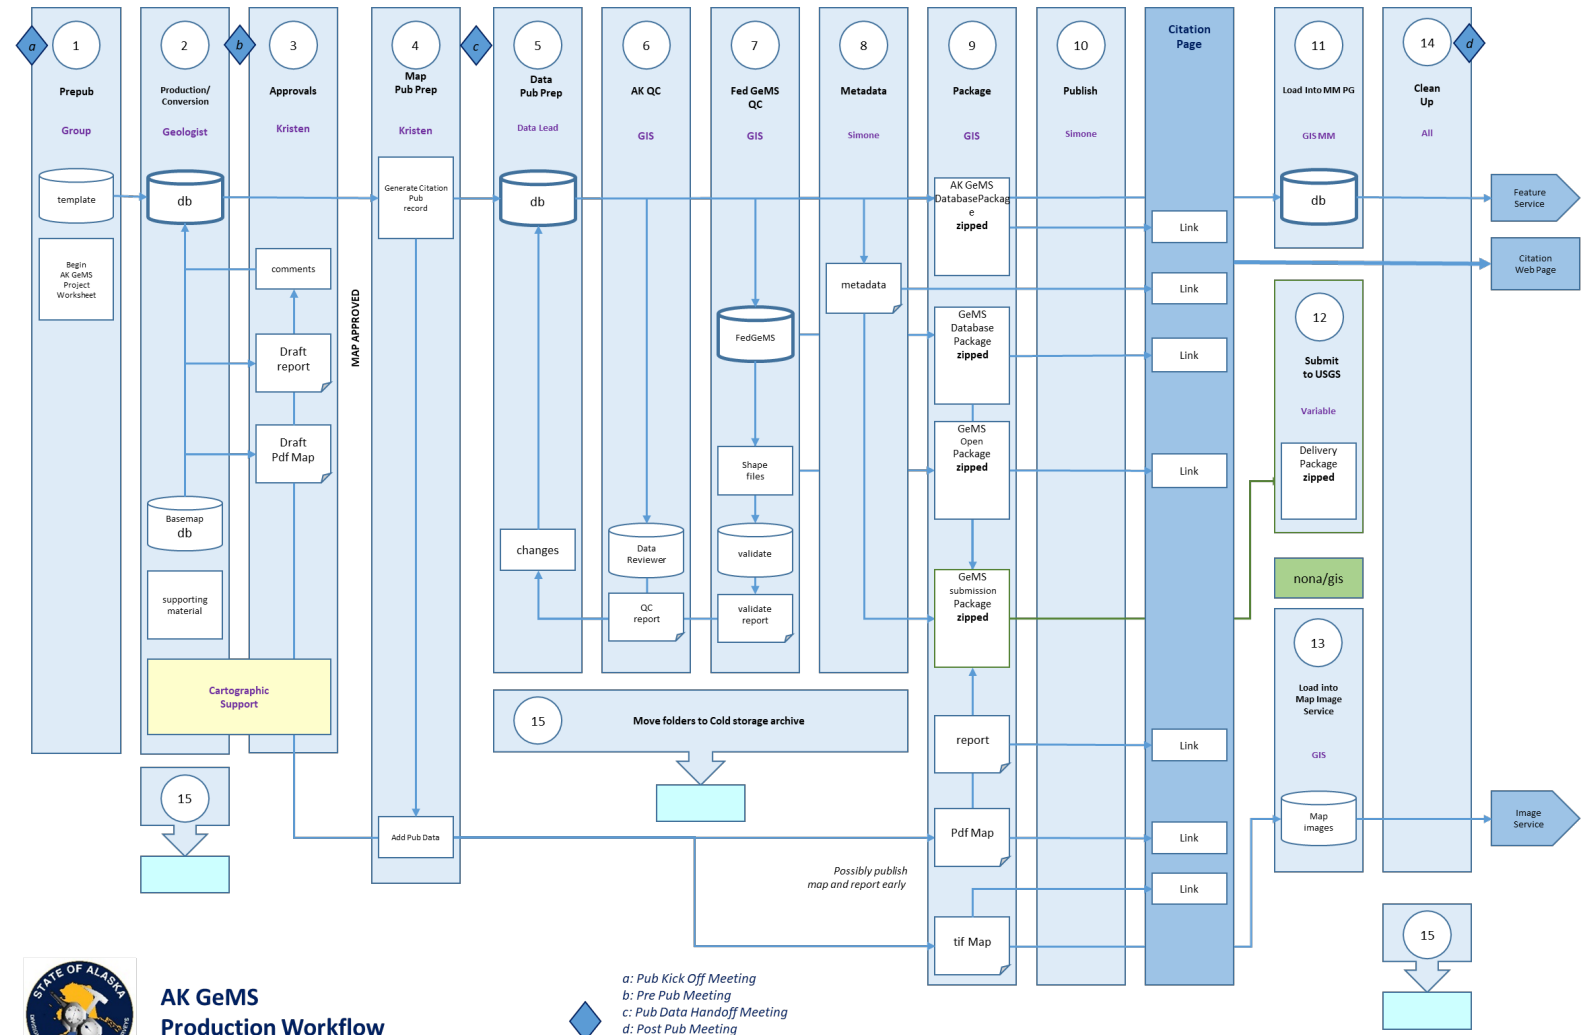 a
1
Prepub
Group
template
Begin
AK GeMS
Project
Worksheet
2
Production/
Conversion
Geologist
db
Basemap
db
supporting
material
Cartographic
Support
15
b
3
Approvals
Kristen
comments
Draft
report
Draft
Pdf Map
MAP APPROVED
4
Map
Pub Prep
Kristen
Generate Citation
Pub
record
Add Pub Data
c
5
Data
Pub Prep
Data Lead
db
changes
6
AK QC
GIS
Data
Reviewer
QC
report
7
Fed GeMS
QC
GIS
FedGeMS
Shape
files
validate
validate
report
8
Metadata
Simone
metadata
15
Move folders to Cold storage archive
Possibly publish
map and report early
9
Package
GIS
AK GeMS
DatabasePackag
e
zipped
GeMS
Database
Package
zipped
GeMS
Open
Package
zipped
GeMS
submission
Package
zipped
report
Pdf Map
tif Map
10
Publish
Simone
Citation
Page
Link
Link
Link
Link
Link
Link
Link
11
Load Into MM PG
GIS MM
db
12
Submit
to USGS
Variable
Delivery
Package
zipped
nona/gis
13
Load into
Map Image
Service
GIS
Map
images
14
d
Clean
Up
All
15
Feature
Service
Citation
Web Page
Image
Service
STATE OF ALASKA
AK GeMS
Production Workflow
a: Pub Kick Off Meeting
b: Pre Pub Meeting
c: Pub Data Handoff Meeting
d: Post Pub Meeting